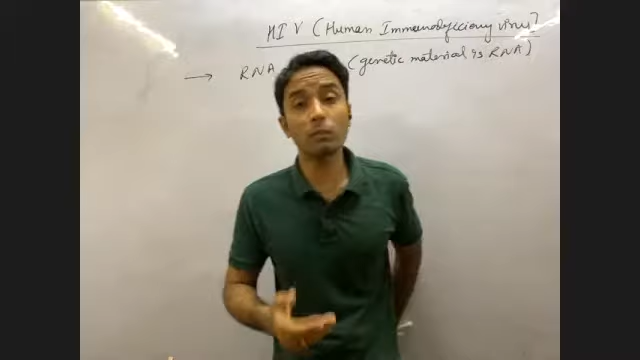 HIV (Human Immunodeficiency virus)
→ RNA (genetic material is RNA)